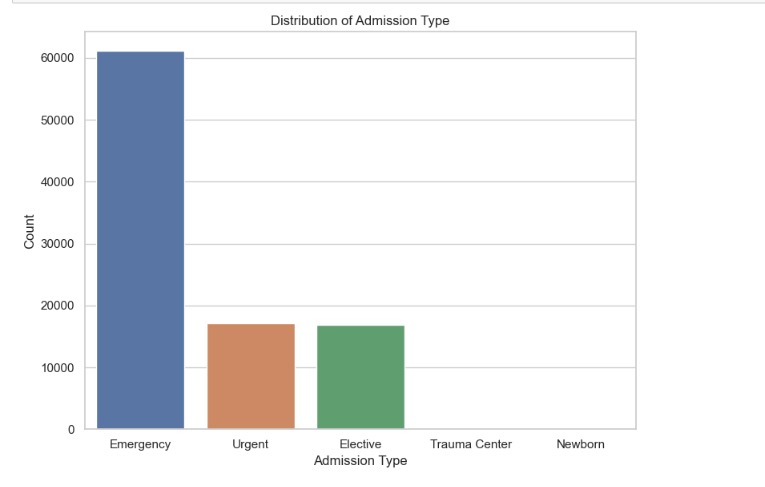 Distribution of Admission Type
60000
50000
40000
30000
20000
10000
0
Count
Emergency Urgent Elective Trauma Center Newborn
Admission Type